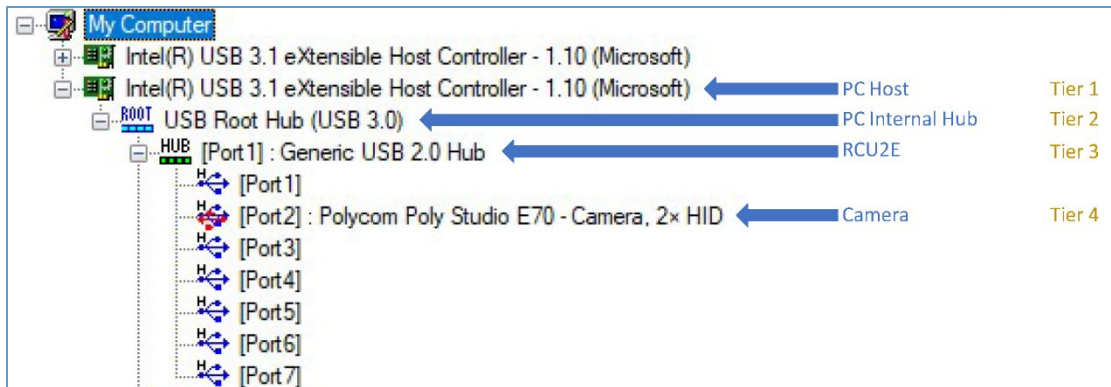 My Computer
Intel(R) USB 3.1 eXtensible Host Controller - 1.10 (Microsoft)
Intel(R) USB 3.1 eXtensible Host Controller - 1.10 (Microsoft) PC Host Tier 1
ROOT USB Root Hub (USB 3.0) PC Internal Hub Tier 2
HUB [Port1] : Generic USB 2.0 Hub RCU2E Tier 3
H [Port1]
H [Port2] : Polycom Poly Studio E70 - Camera, 2× HID Camera Tier 4
H [Port3]
H [Port4]
H [Port5]
H [Port6]
H [Port7]